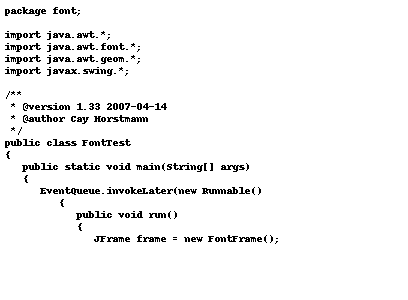 package font;

import java.awt.*;
import java.awt.font.*;
import java.awt.geom.*;
import javax.swing.*;

/**
 * @version 1.33 2007-04-14
 * @author Cay Horstmann
 */
public class FontTest
{
   public static void main(String[] args)
   {
      EventQueue.invokeLater(new Runnable()
         {
            public void run()
            {
               JFrame frame = new FontFrame();